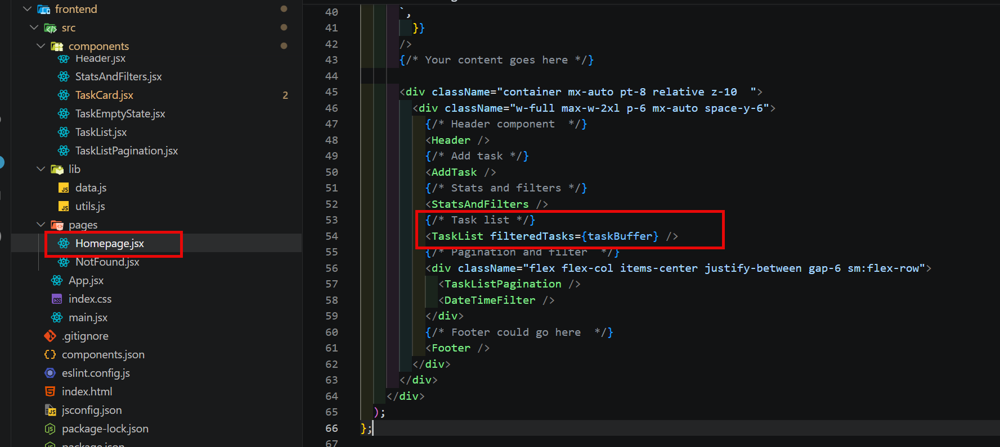 frontend
src
components
Header.jsx
StatsAndFilters.jsx
TaskCard.jsx 2
TaskEmptyState.jsx
TaskList.jsx
TaskListPagination.jsx
lib
data.js
utils.js
pages
Homepage.jsx
NotFound.jsx
App.jsx
index.css
main.jsx
.gitignore
components.json
eslint.config.js
index.html
jsconfig.json
package-lock.json
package.json
40 `,
41 }}
42 />
43 {/* Your content goes here */}
44
45 <div className="container mx-auto pt-8 relative z-10  ">
46 <div className="w-full max-w-2xl p-6 mx-auto space-y-6">
47 {/* Header component  */}
48 <Header />
49 {/* Add task */}
50 <AddTask />
51 {/* Stats and filters */}
52 <StatsAndFilters />
53 {/* Task list */}
54 <TaskList filteredTasks={taskBuffer} />
55 {/* Pagination and filter  */}
56 <div className="flex flex-col items-center justify-between gap-6 sm:flex-row">
57 <TaskListPagination />
58 <DateTimeFilter />
59 </div>
60 {/* Footer could go here  */}
61 <Footer />
62 </div>
63 </div>
64 </div>
65 );
66 };
67